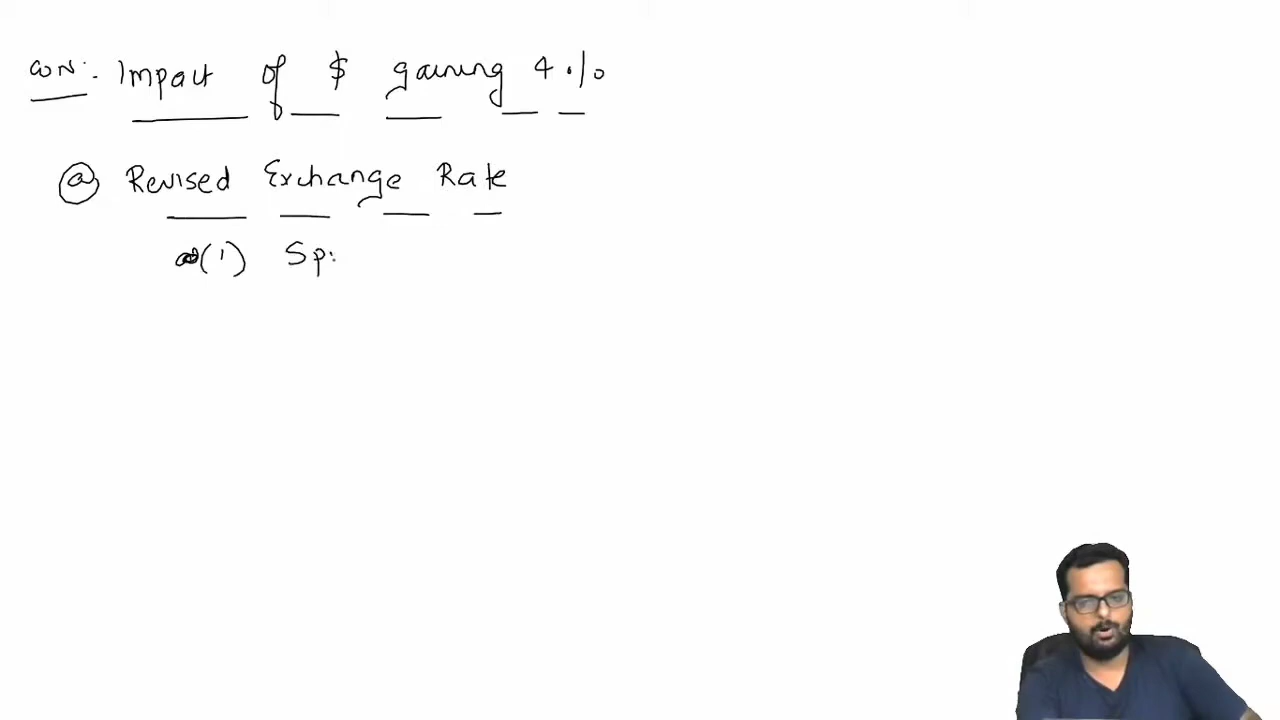 WN:- Impact of $ gaining 4%
(a) Revised Exchange Rate
(1) Sp